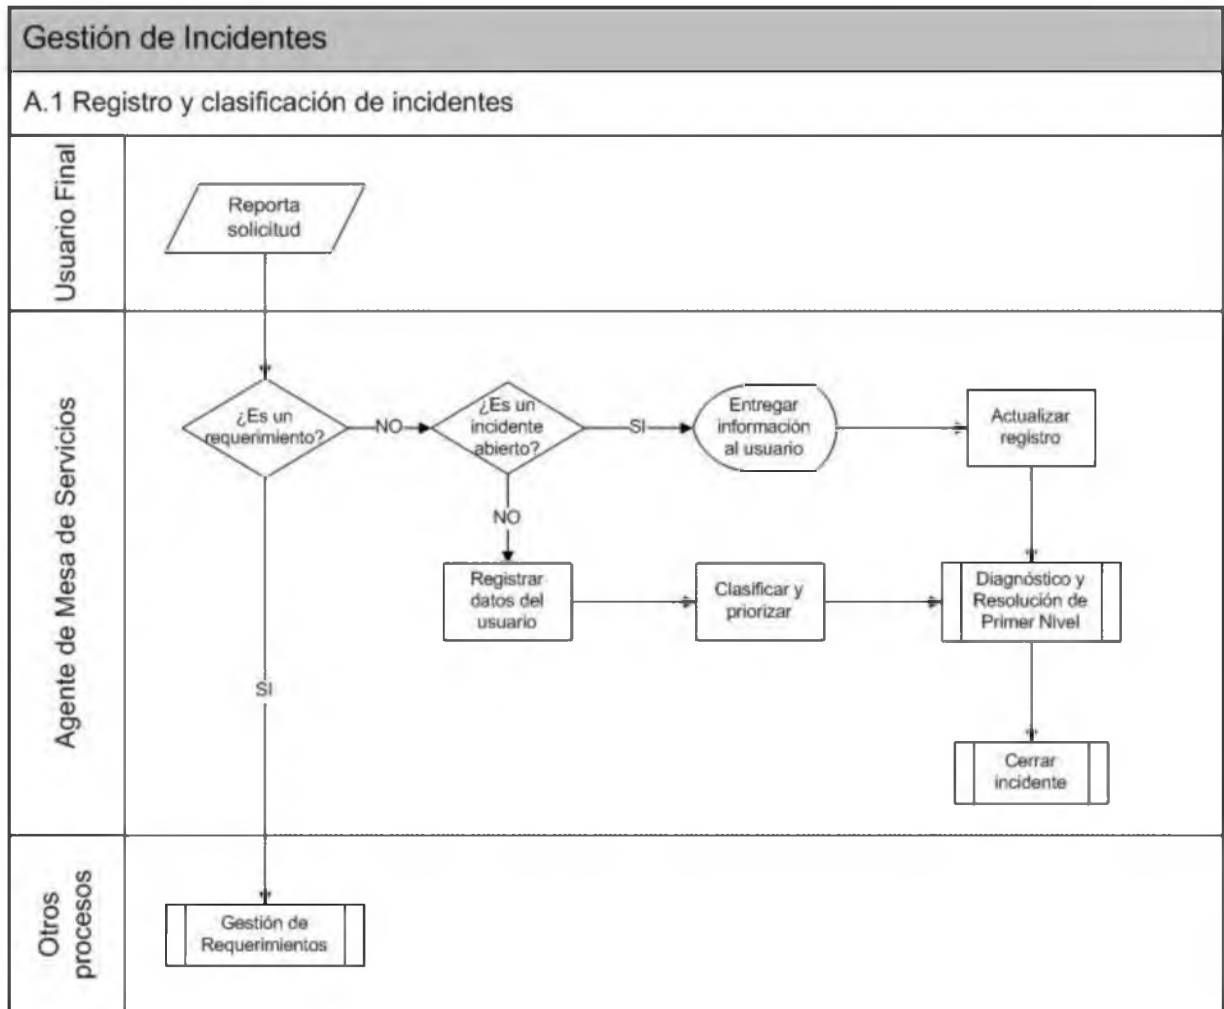 Gestión de Incidentes
A.1 Registro y clasificación de incidentes
Usuario Final
Reporta
solicitud
Agente de Mesa de Servicios
¿Es un
requerimiento?
NO
¿Es un
incidente
abierto?
SI
Entregar
información
al usuario
Actualizar
registro
NO
Registrar
datos del
usuario
Clasificar y
priorizar
Diagnóstico y
Resolución de
Primer Nivel
SI
Cerrar
incidente
Otros
procesos
Gestión de
Requerimientos